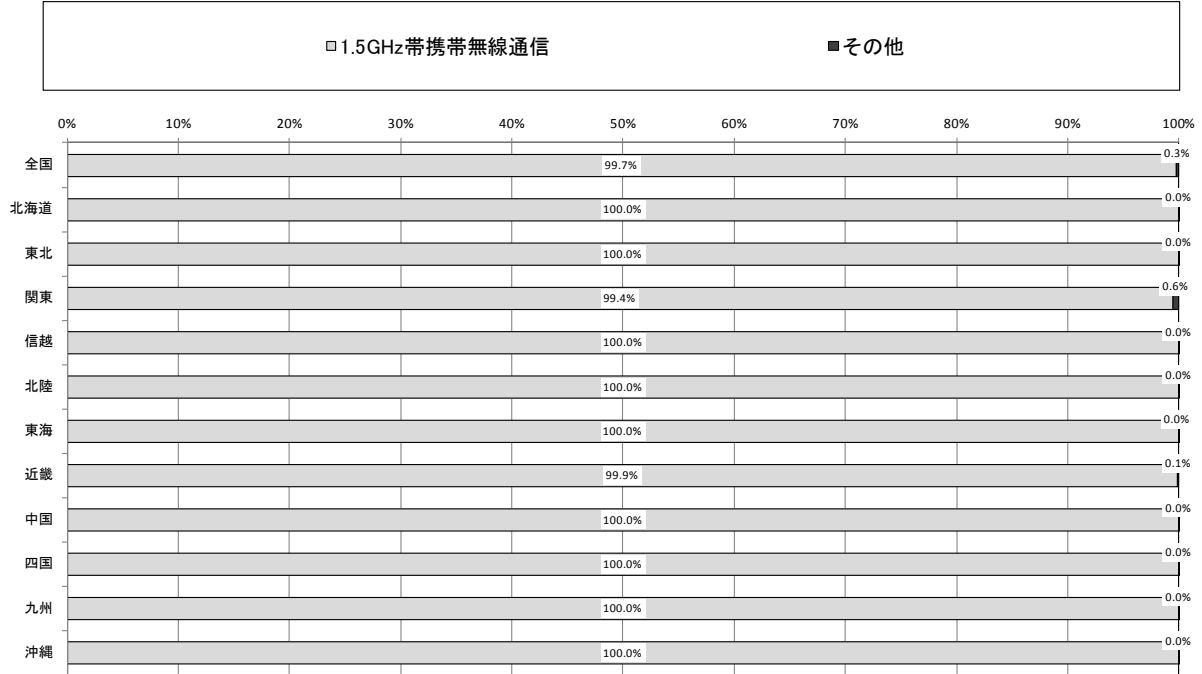 □1.5GHz帯携帯無線通信 ■その他
0% 10% 20% 30% 40% 50% 60% 70% 80% 90% 100%
全国 99.7% 0.3%
北海道 100.0% 0.0%
東北 100.0% 0.0%
関東 99.4% 0.6%
信越 100.0% 0.0%
北陸 100.0% 0.0%
東海 100.0% 0.0%
近畿 99.9% 0.1%
中国 100.0% 0.0%
四国 100.0% 0.0%
九州 100.0% 0.0%
沖縄 100.0% 0.0%